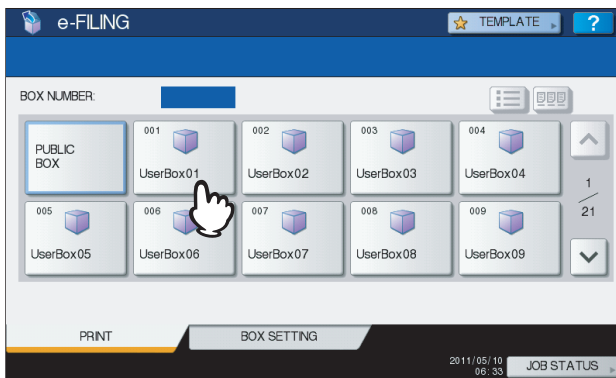 e-FILING
TEMPLATE
?
BOX NUMBER:
PUBLIC
BOX
001
UserBox01
002
UserBox02
003
UserBox03
004
UserBox04
1
21
005
UserBox05
006
UserBox06
007
UserBox07
008
UserBox08
009
UserBox09
PRINT
BOX SETTING
2011/05/10
06:33
JOB STATUS